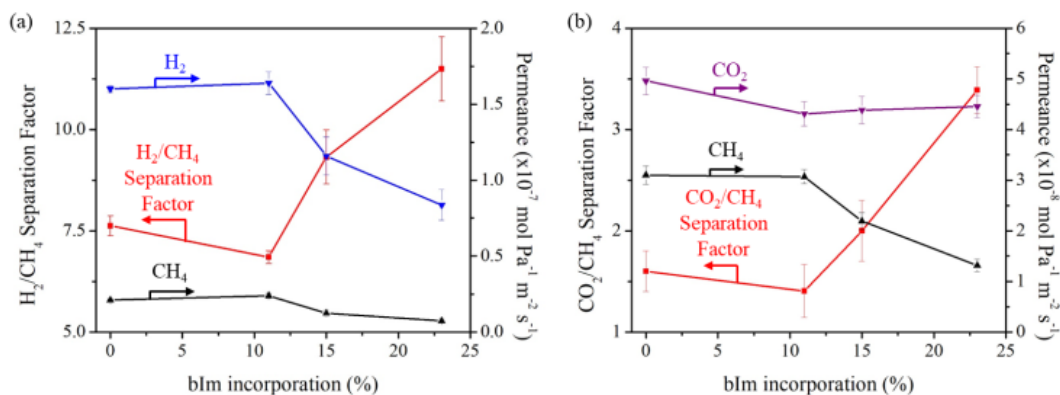 (a)
H₂/CH₄ Separation Factor
12.5
10.0
7.5
5.0
H₂
H₂/CH₄
Separation
Factor
CH₄
2.0
1.5
1.0
0.5
0.0
Permeance (x10⁻⁷ mol Pa⁻¹ m⁻² s⁻¹)
0 5 10 15 20 25
bIm incorporation (%)
(b)
CO₂/CH₄ Separation Factor
4
3
2
1
CO₂
CH₄
CO₂/CH₄
Separation
Factor
6
5
4
3
2
1
0
Permeance (x10⁻⁸ mol Pa⁻¹ m⁻² s⁻¹)
0 5 10 15 20 25
bIm incorporation (%)